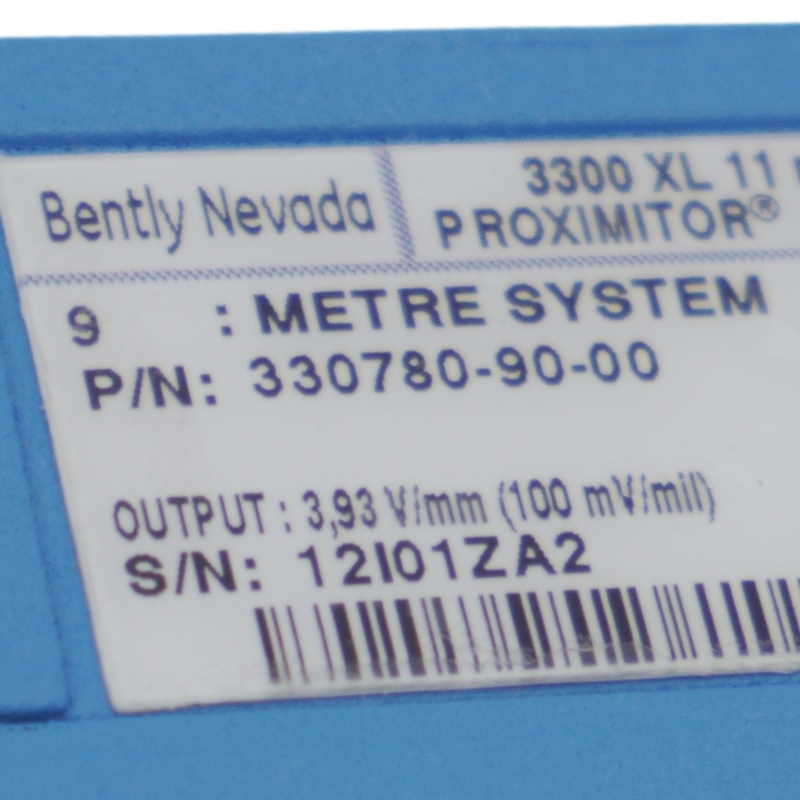 Bently Nevada
3300 XL 11
PROXIMITOR®
9 : METRE SYSTEM
P/N: 330780-90-00
OUTPUT : 3,93 V/mm (100 mV/mil)
S/N: 12I01ZA2